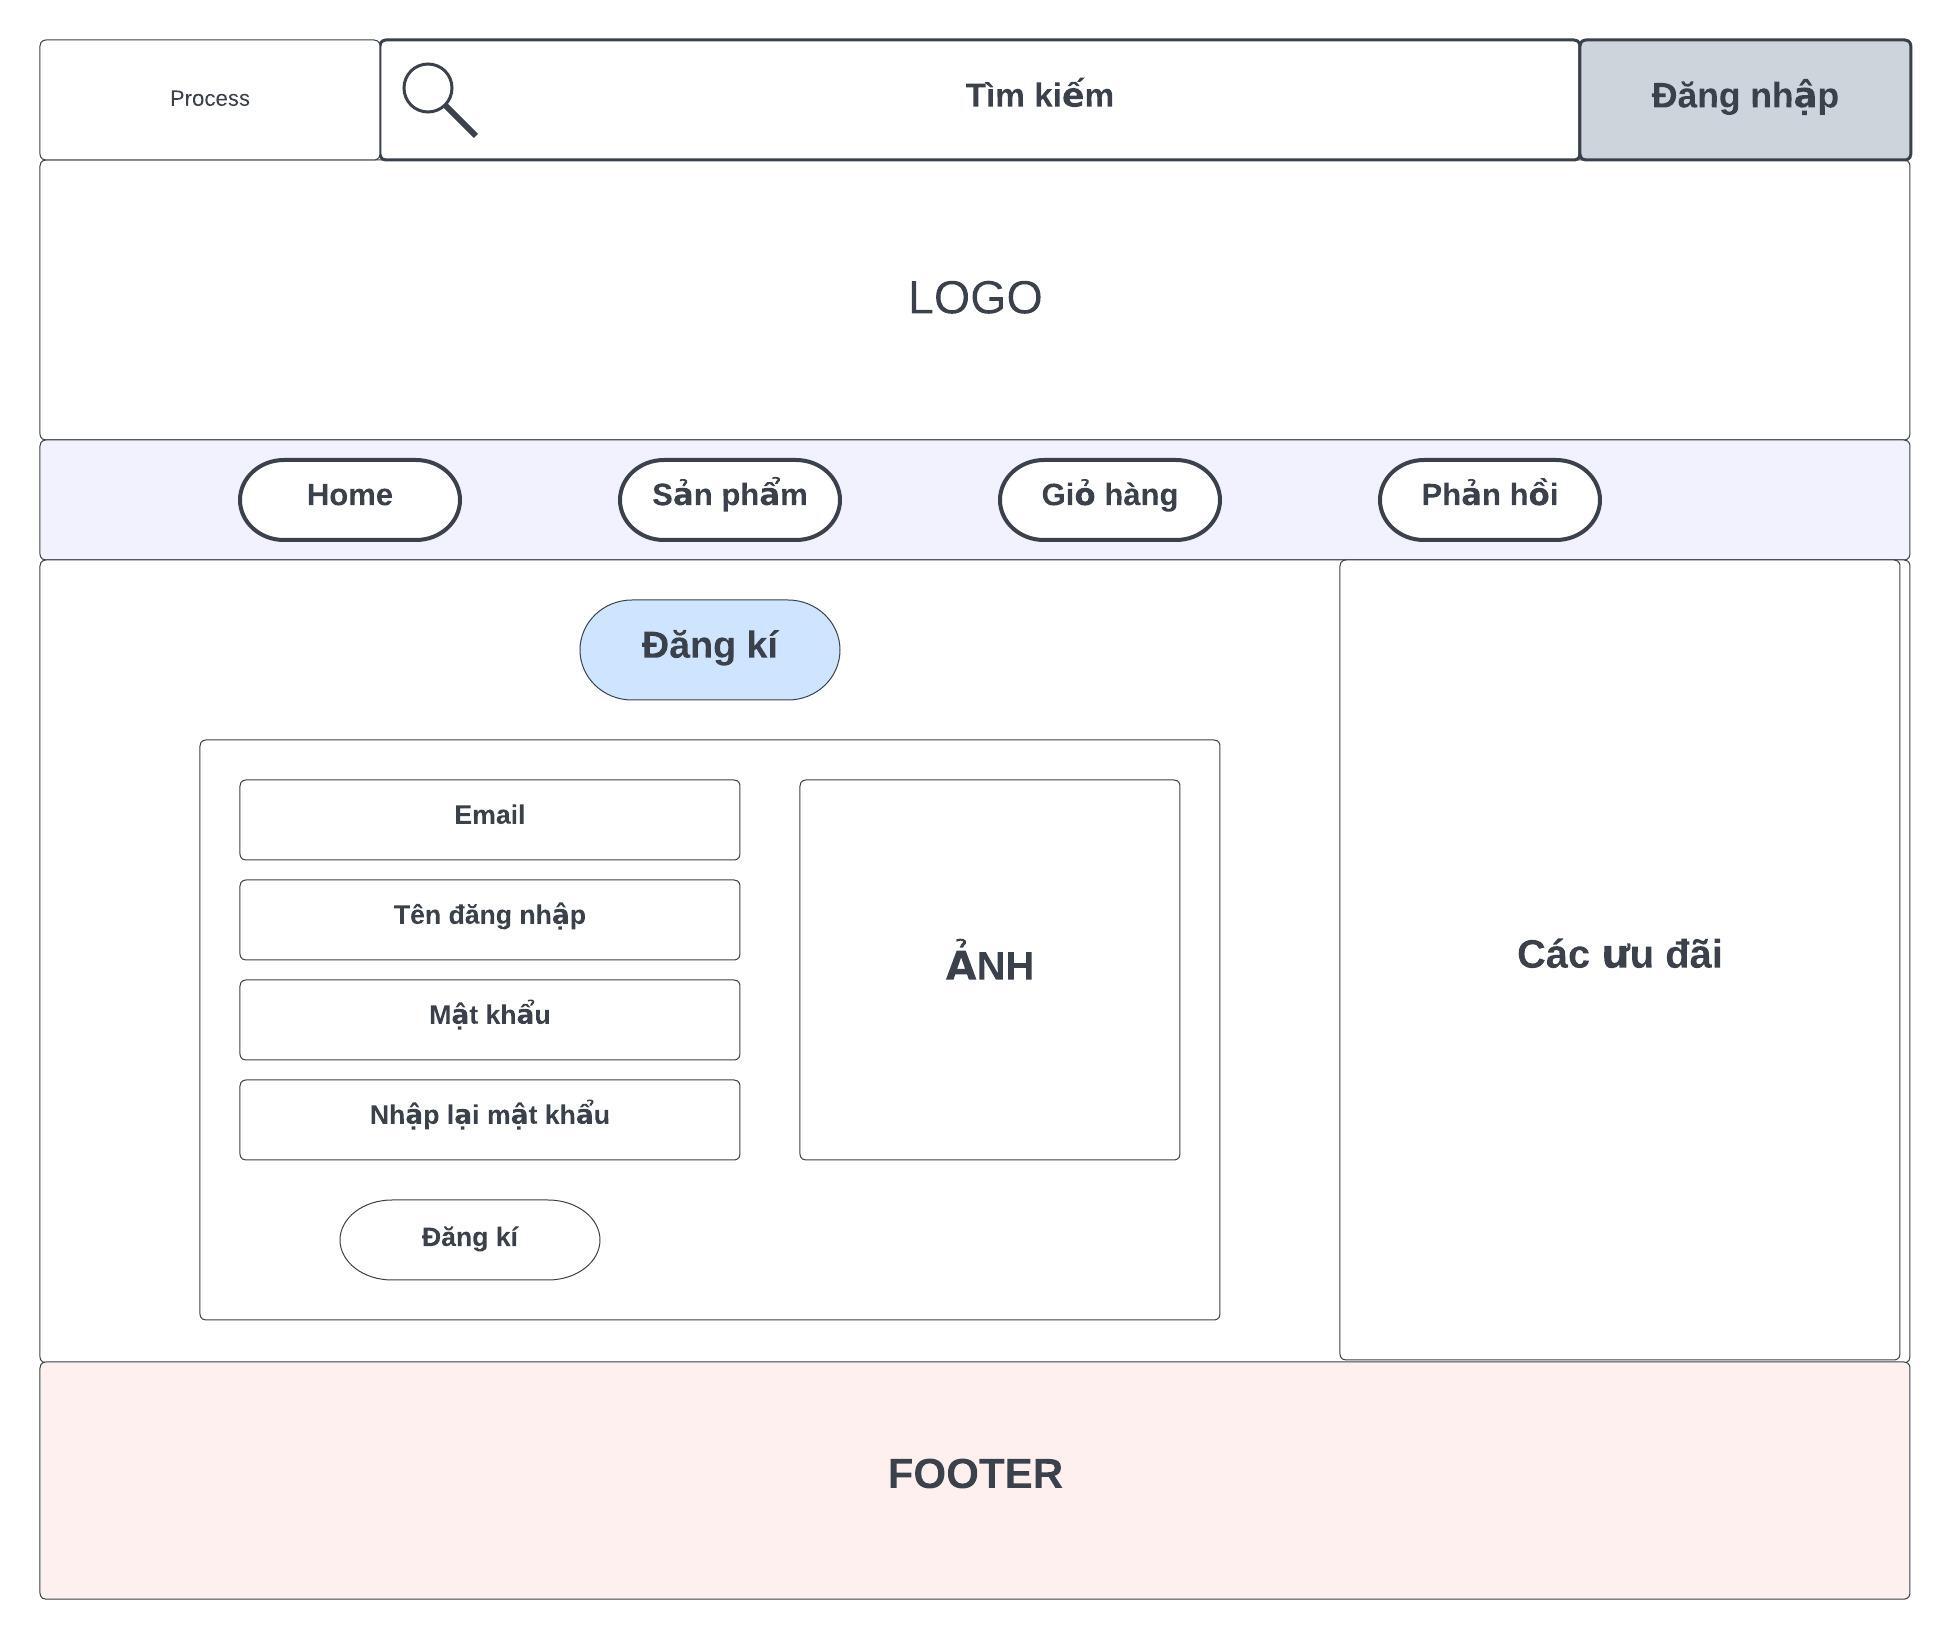 Process
Tìm kiếm
Đăng nhập
LOGO
Home
Sản phẩm
Giỏ hàng
Phản hồi
Đăng kí
Email
Tên đăng nhập
Mật khẩu
Nhập lại mật khẩu
Đăng kí
ẢNH
Các ưu đãi
FOOTER